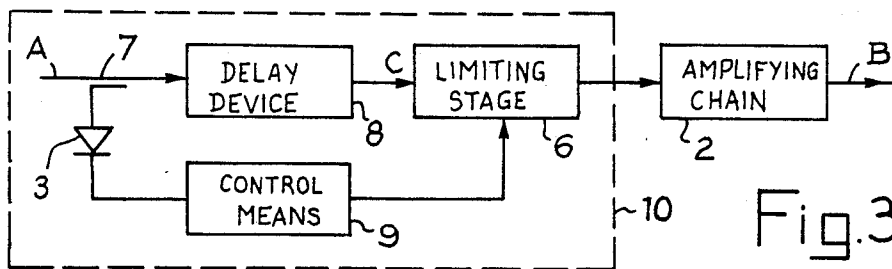 A
7
DELAY
DEVICE
8
C
LIMITING
STAGE
6
AMPLIFYING
CHAIN
2
B
3
CONTROL
MEANS
9
10
Fig.3